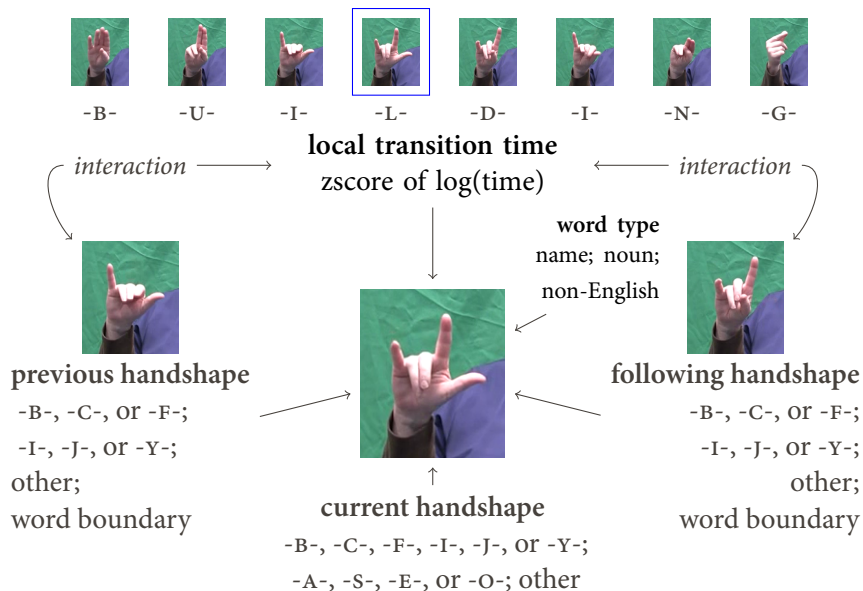 -B- -U- -I- -L- -D- -I- -N- -G-
local transition time
zscore of log(time)
interaction
interaction
word type
name; noun;
non-English
previous handshape
-B-, -C-, or -F-;
-I-, -J-, or -Y-;
other;
word boundary
following handshape
-B-, -C-, or -F-;
-I-, -J-, or -Y-;
other;
word boundary
current handshape
-B-, -C-, -F-, -I-, -J-, or -Y-;
-A-, -S-, -E-, or -O-; other